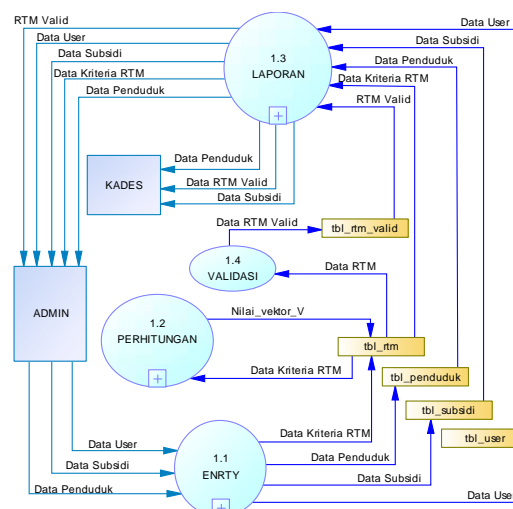 RTM Valid
Data User
Data User
Data Subsidi
Data Subsidi
Data Penduduk
1.3
LAPORAN
Data Kriteria RTM
Data Kriteria RTM
Data Penduduk
RTM Valid
Data Penduduk
KADES
Data RTM Valid
Data Subsidi
Data RTM Valid
tbl_rtm_valid
1.4
VALIDASI
Data RTM
ADMIN
Nilai_vektor_V
1.2
PERHITUNGAN
tbl_rtm
Data Kriteria RTM
tbl_penduduk
tbl_subsidi
tbl_user
Data User
Data Kriteria RTM
1.1
ENRTY
Data Subsidi
Data Penduduk
Data Penduduk
Data Subsidi
Data User